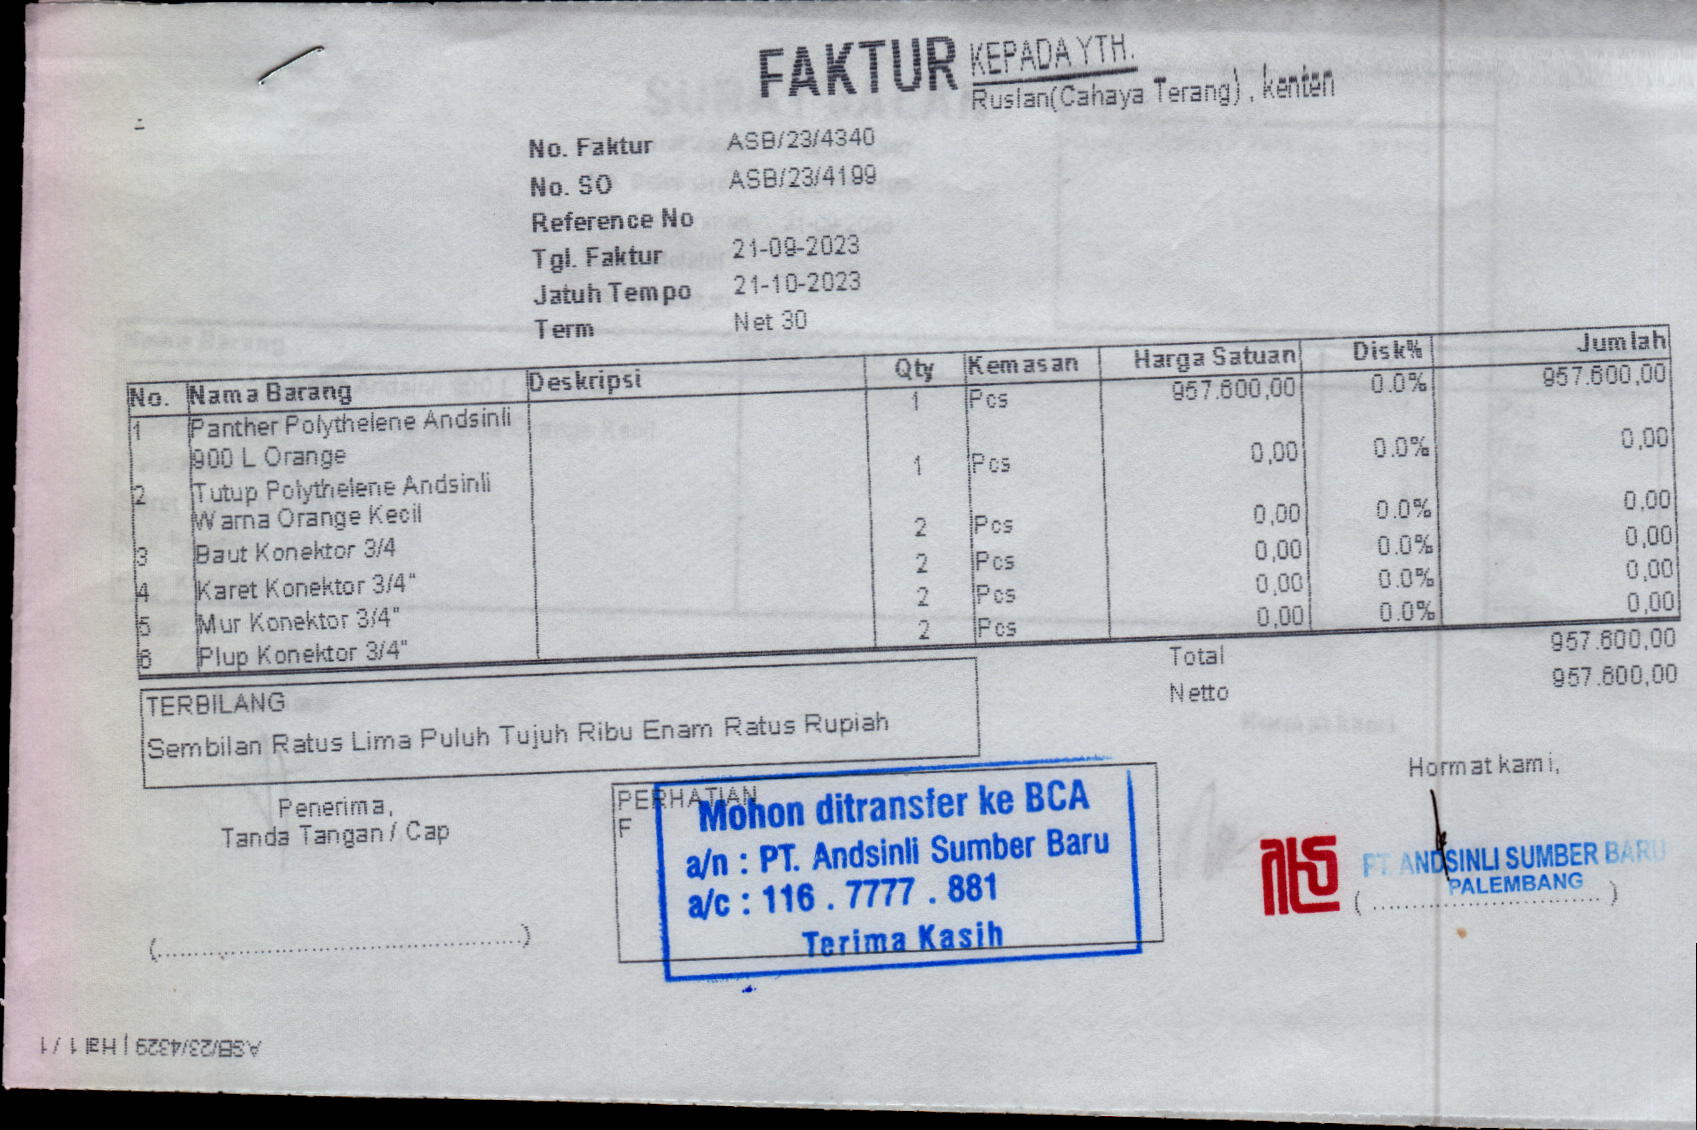 FAKTUR
KEPADA YTH.
Ruslan(Cahaya Terang) , kenten
No. Faktur ASB/23/4340
No. SO ASB/23/4199
Reference No
Tgl. Faktur 21-09-2023
Jatuh Tempo 21-10-2023
Term Net 30
No. Nama Barang Deskripsi Qty Kemasan Harga Satuan Disk% Jumlah
1 Panther Polythelene Andsinli 1 Pcs 957.600,00 0.0% 957.600,00
900 L Orange
2 Tutup Polythelene Andsinli 1 Pcs 0,00 0.0% 0,00
Warna Orange Kecil
3 Baut Konektor 3/4 2 Pcs 0,00 0.0% 0,00
4 Karet Konektor 3/4" 2 Pcs 0,00 0.0% 0,00
5 Mur Konektor 3/4" 2 Pcs 0,00 0.0% 0,00
6 Plup Konektor 3/4" 2 Pcs 0,00 0.0% 0,00
Total 957.600,00
Netto 957.600,00
TERBILANG
Sembilan Ratus Lima Puluh Tujuh Ribu Enam Ratus Rupiah
Penerima,
Tanda Tangan / Cap
(......................................................)
PERHATIAN
F
Mohon ditransfer ke BCA
a/n : PT. Andsinli Sumber Baru
a/c : 116 . 7777 . 881
Terima Kasih
Hormat kami,
PT. ANDSINLI SUMBER BARU
PALEMBANG
(..................................)
ASB/23/4329 | Hal 1 / 1